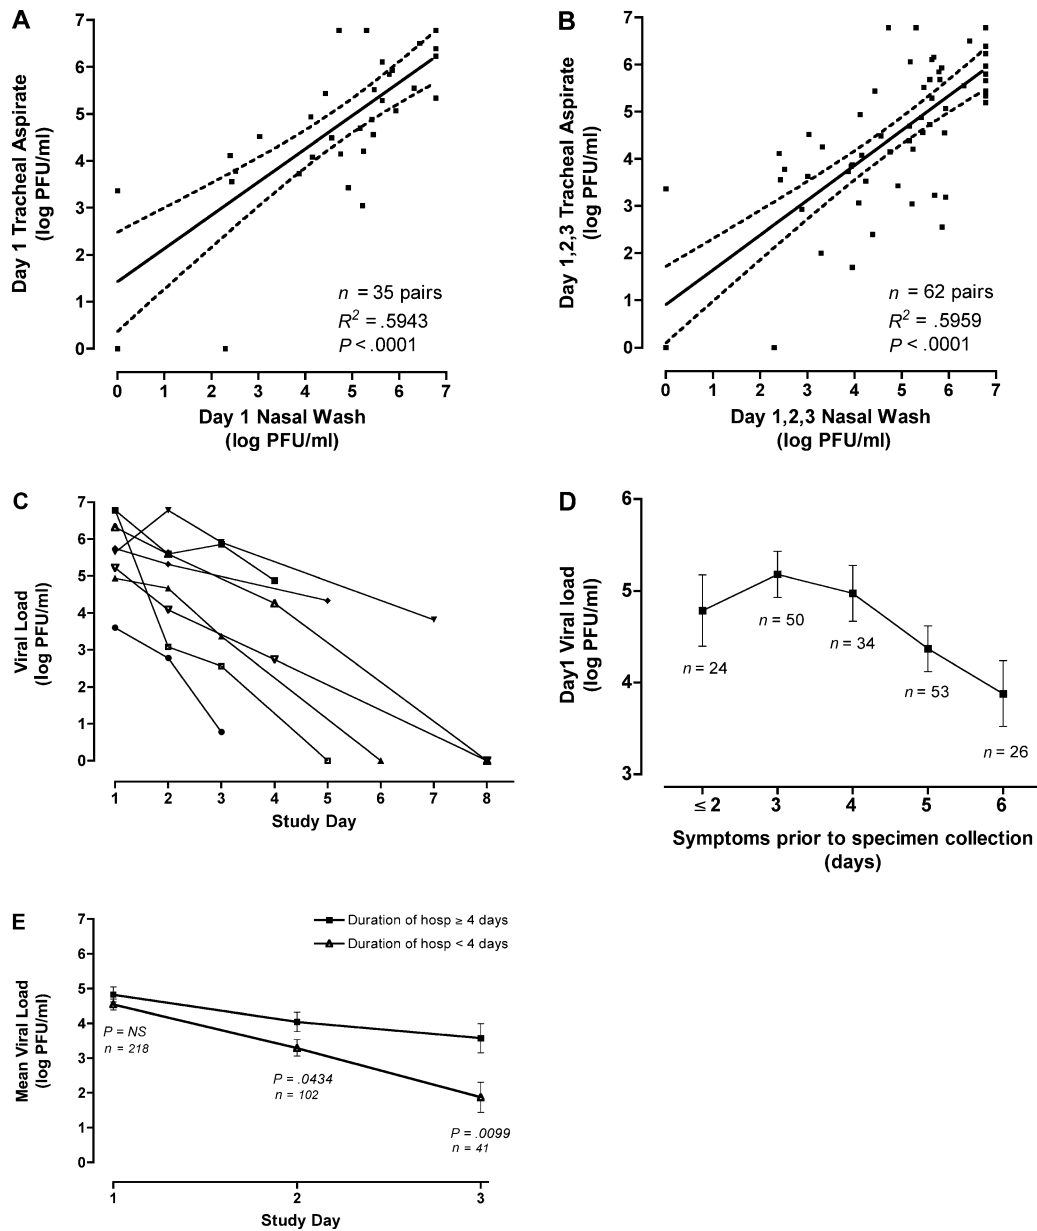 A
Day 1 Tracheal Aspirate
(log PFU/ml)
7
6
5
4
3
2
1
0
n = 35 pairs
R2 = .5943
P < .0001
0 1 2 3 4 5 6 7
Day 1 Nasal Wash
(log PFU/ml)
B
Day 1,2,3 Tracheal Aspirate
(log PFU/ml)
7
6
5
4
3
2
1
0
n = 62 pairs
R2 = .5959
P < .0001
0 1 2 3 4 5 6 7
Day 1,2,3 Nasal Wash
(log PFU/ml)
C
Viral Load
(log PFU/ml)
7
6
5
4
3
2
1
0
1 2 3 4 5 6 7 8
Study Day
D
Day1 Viral load
(log PFU/ml)
6
5
4
3
n = 24
n = 50
n = 34
n = 53
n = 26
≤ 2 3 4 5 6
Symptoms prior to specimen collection
(days)
E
Mean Viral Load
(log PFU/ml)
7
6
5
4
3
2
1
0
Duration of hosp ≥ 4 days
Duration of hosp < 4 days
P = NS
n = 218
P = .0434
n = 102
P = .0099
n = 41
1 2 3
Study Day